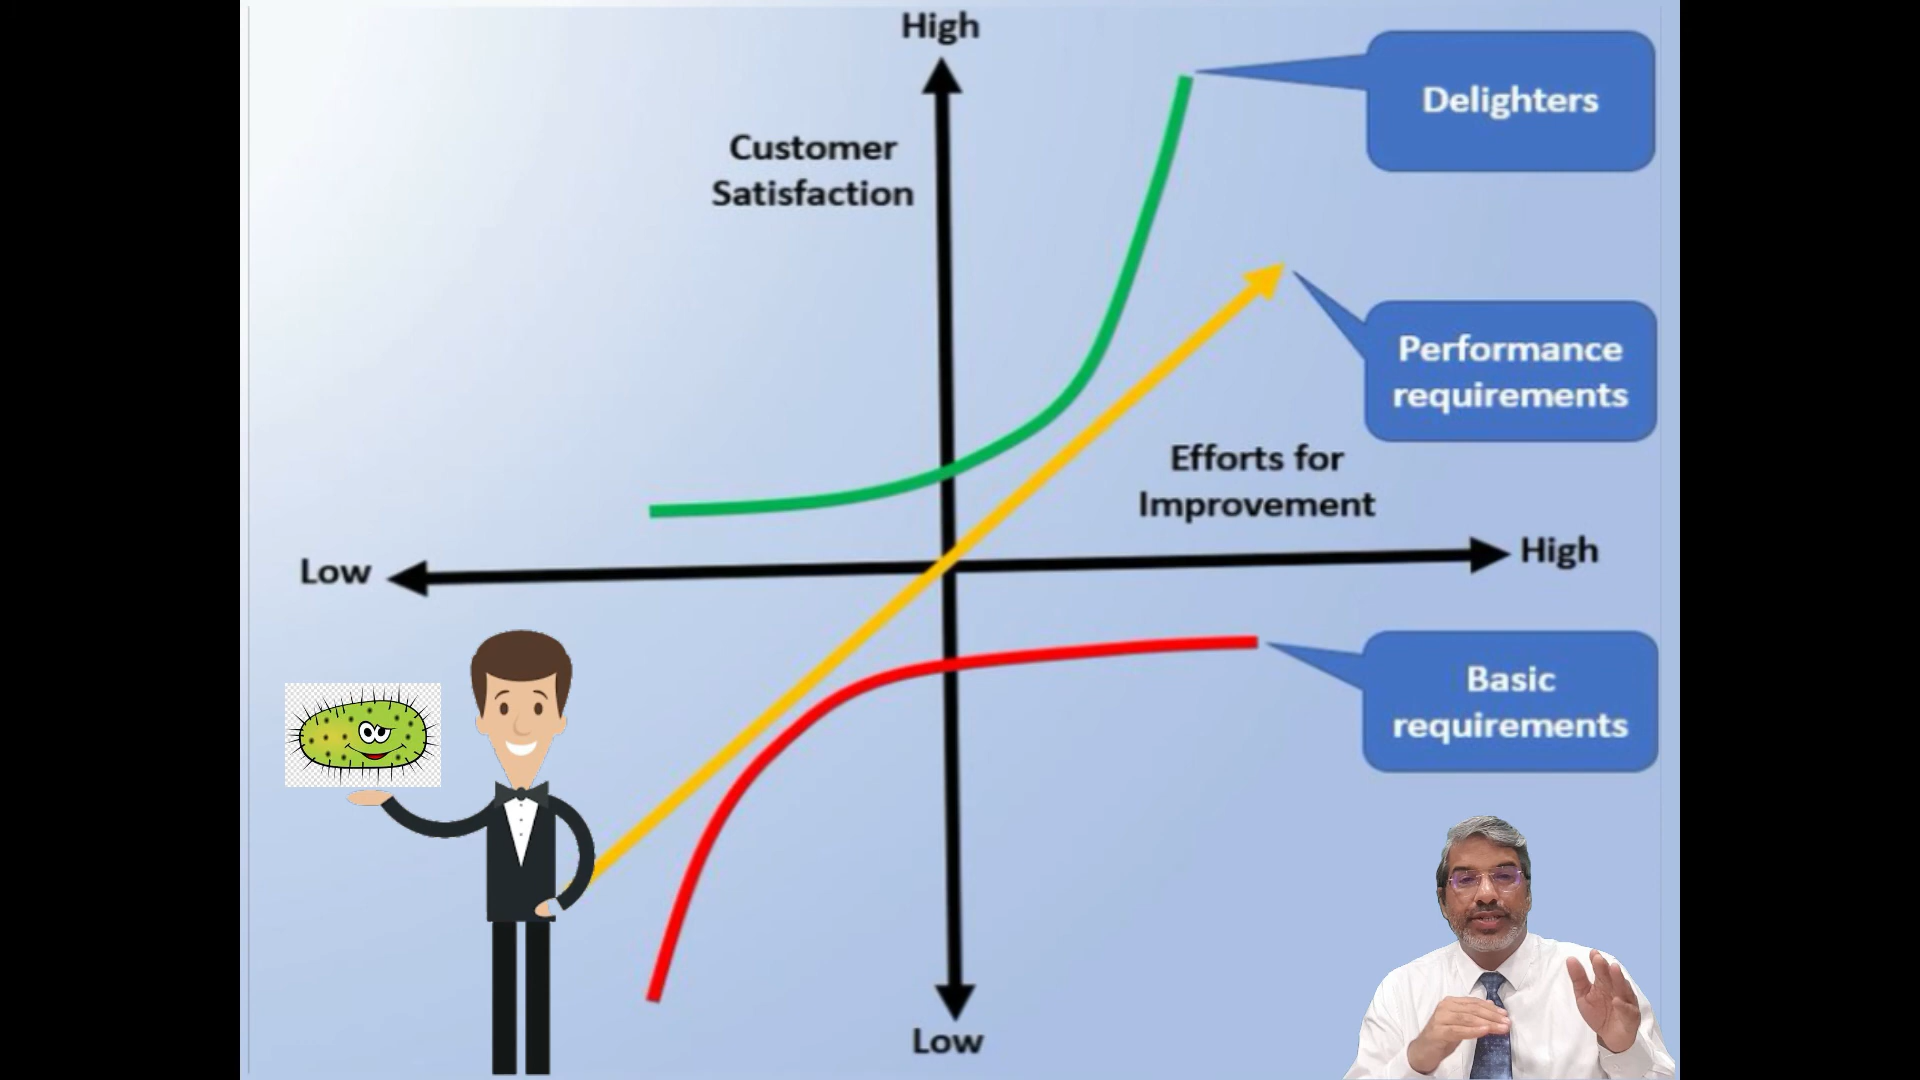 High
Delighters
Customer
Satisfaction
Performance
requirements
Efforts for
Improvement
Low
High
Basic
requirements
Low